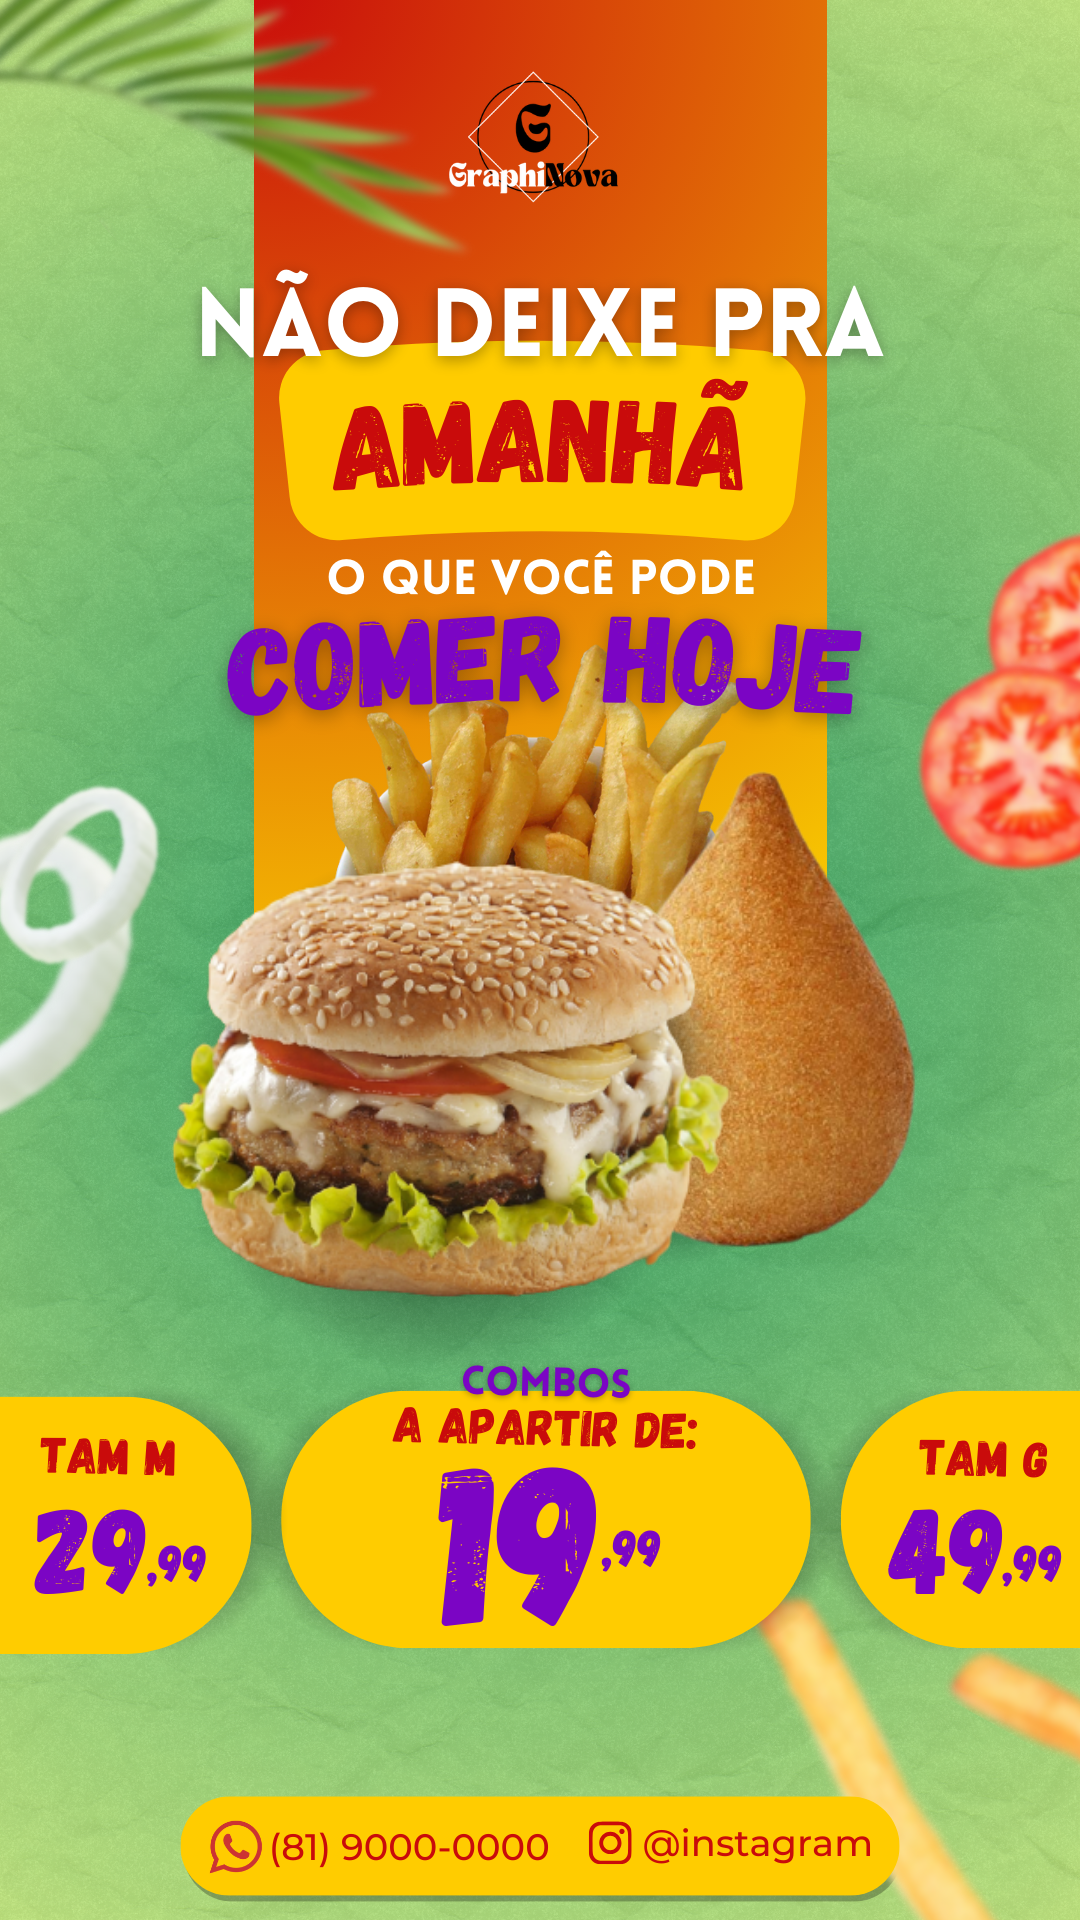 G
GraphiNova
NÃO DEIXE PRA
AMANHÃ
O QUE VOCÊ PODE
COMER HOJE
COMBOS
A APARTIR DE:
19,99
TAM M
29,99
TAM G
49,99
(81) 9000-0000
@instagram